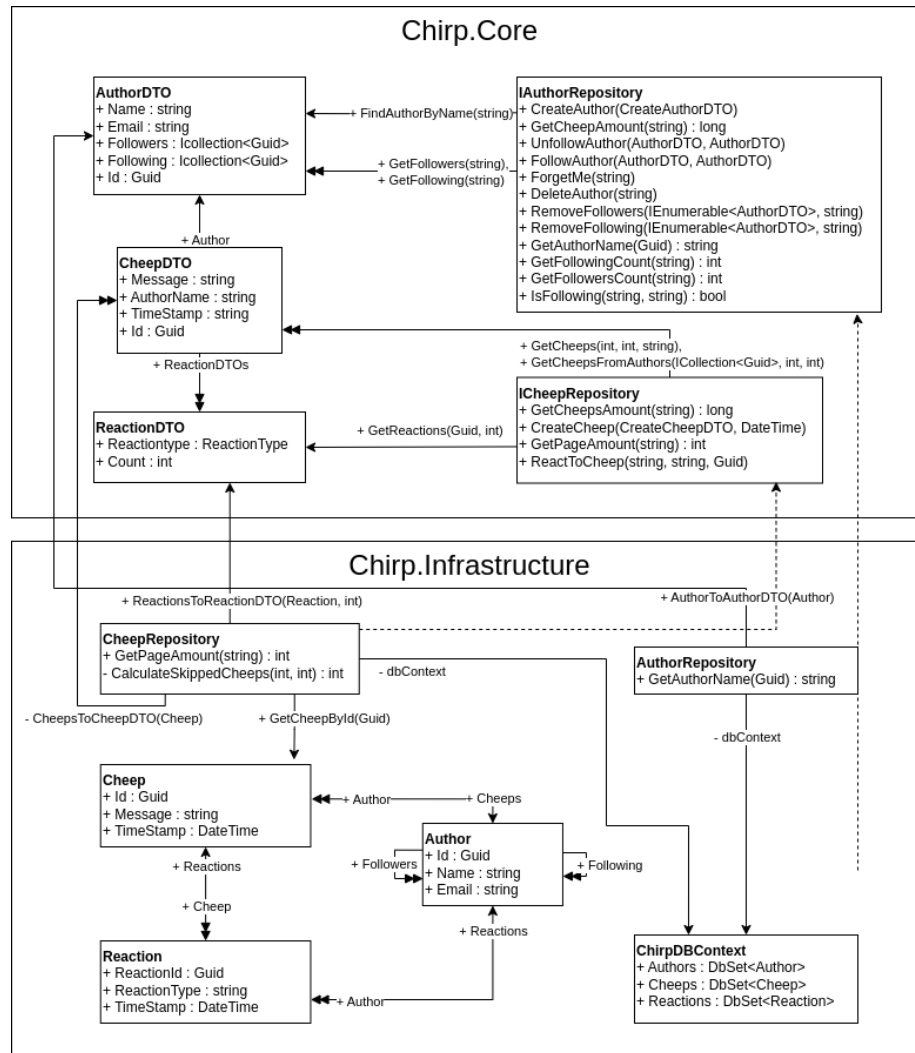 Chirp.Core
AuthorDTO
+ Name : string
+ Email : string
+ Followers : Icollection<Guid>
+ Following : Icollection<Guid>
+ Id : Guid
+ FindAuthorByName(string)
+ GetFollowers(string),
+ GetFollowing(string)
IAuthorRepository
+ CreateAuthor(CreateAuthorDTO)
+ GetCheepAmount(string) : long
+ UnfollowAuthor(AuthorDTO, AuthorDTO)
+ FollowAuthor(AuthorDTO, AuthorDTO)
+ ForgetMe(string)
+ DeleteAuthor(string)
+ RemoveFollowers(IEnumerable<AuthorDTO>, string)
+ RemoveFollowing(IEnumerable<AuthorDTO>, string)
+ GetAuthorName(Guid) : string
+ GetFollowingCount(string) : int
+ GetFollowersCount(string) : int
+ IsFollowing(string, string) : bool
+ Author
CheepDTO
+ Message : string
+ AuthorName : string
+ TimeStamp : string
+ Id : Guid
+ GetCheeps(int, int, string),
+ GetCheepsFromAuthors(ICollection<Guid>, int, int)
+ ReactionDTOs
ICheepRepository
+ GetCheepsAmount(string) : long
+ CreateCheep(CreateCheepDTO, DateTime)
+ GetPageAmount(string) : int
+ ReactToCheep(string, string, Guid)
ReactionDTO
+ Reactiontype : ReactionType
+ Count : int
+ GetReactions(Guid, int)
Chirp.Infrastructure
+ ReactionsToReactionDTO(Reaction, int)
+ AuthorToAuthorDTO(Author)
CheepRepository
+ GetPageAmount(string) : int
- CalculateSkippedCheeps(int, int) : int
- dbContext
AuthorRepository
+ GetAuthorName(Guid) : string
- CheepsToCheepDTO(Cheep)
+ GetCheepById(Guid)
- dbContext
Cheep
+ Id : Guid
+ Message : string
+ TimeStamp : DateTime
+ Author
+ Cheeps
Author
+ Id : Guid
+ Name : string
+ Email : string
+ Followers
+ Following
+ Reactions
+ Cheep
+ Reactions
Reaction
+ ReactionId : Guid
+ ReactionType : string
+ TimeStamp : DateTime
+ Author
ChirpDBContext
+ Authors : DbSet<Author>
+ Cheeps : DbSet<Cheep>
+ Reactions : DbSet<Reaction>